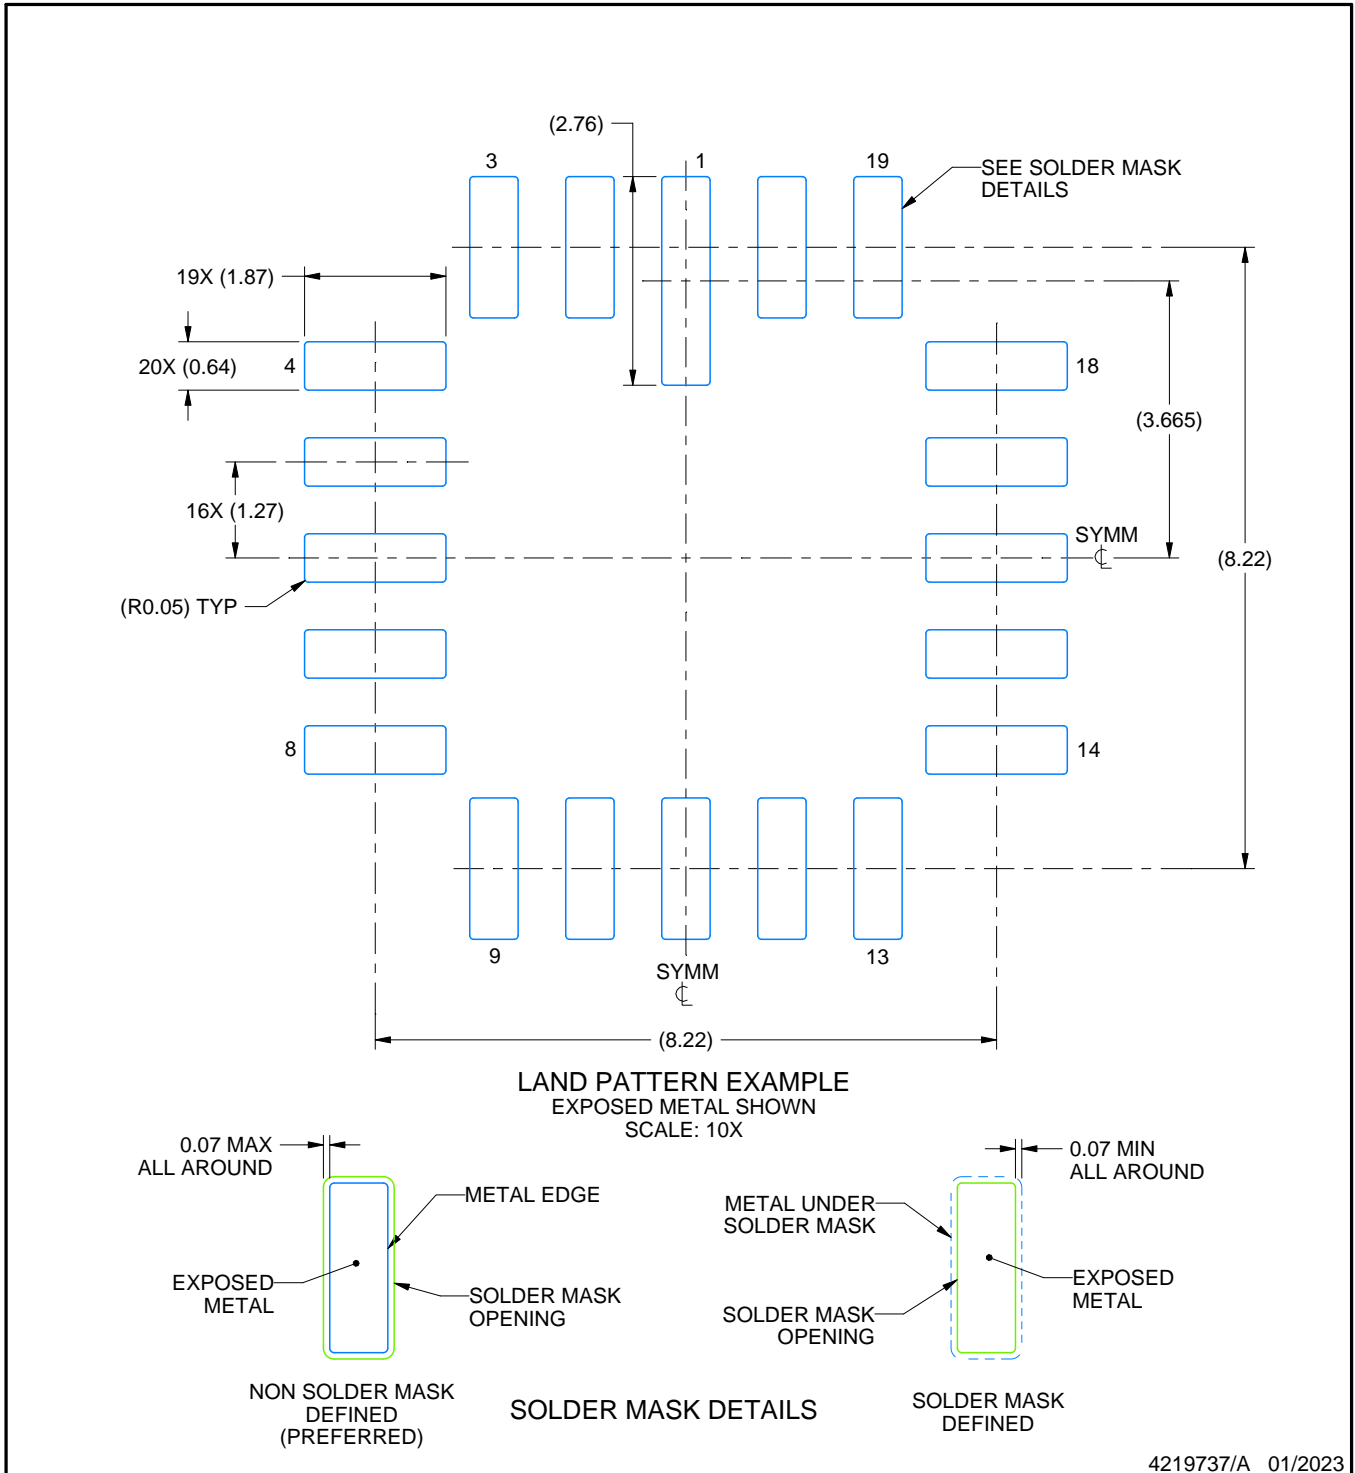 (2.76)
3
1
19
SEE SOLDER MASK
DETAILS
19X (1.87)
20X (0.64)
4
18
(3.665)
16X (1.27)
SYMM
℄
(8.22)
(R0.05) TYP
8
14
9
13
SYMM
℄
(8.22)
LAND PATTERN EXAMPLE
EXPOSED METAL SHOWN
SCALE: 10X
0.07 MAX
ALL AROUND
METAL EDGE
EXPOSED
METAL
SOLDER MASK
OPENING
NON SOLDER MASK
DEFINED
(PREFERRED)
0.07 MIN
ALL AROUND
METAL UNDER
SOLDER MASK
SOLDER MASK
OPENING
EXPOSED
METAL
SOLDER MASK
DEFINED
SOLDER MASK DETAILS
4219737/A 01/2023